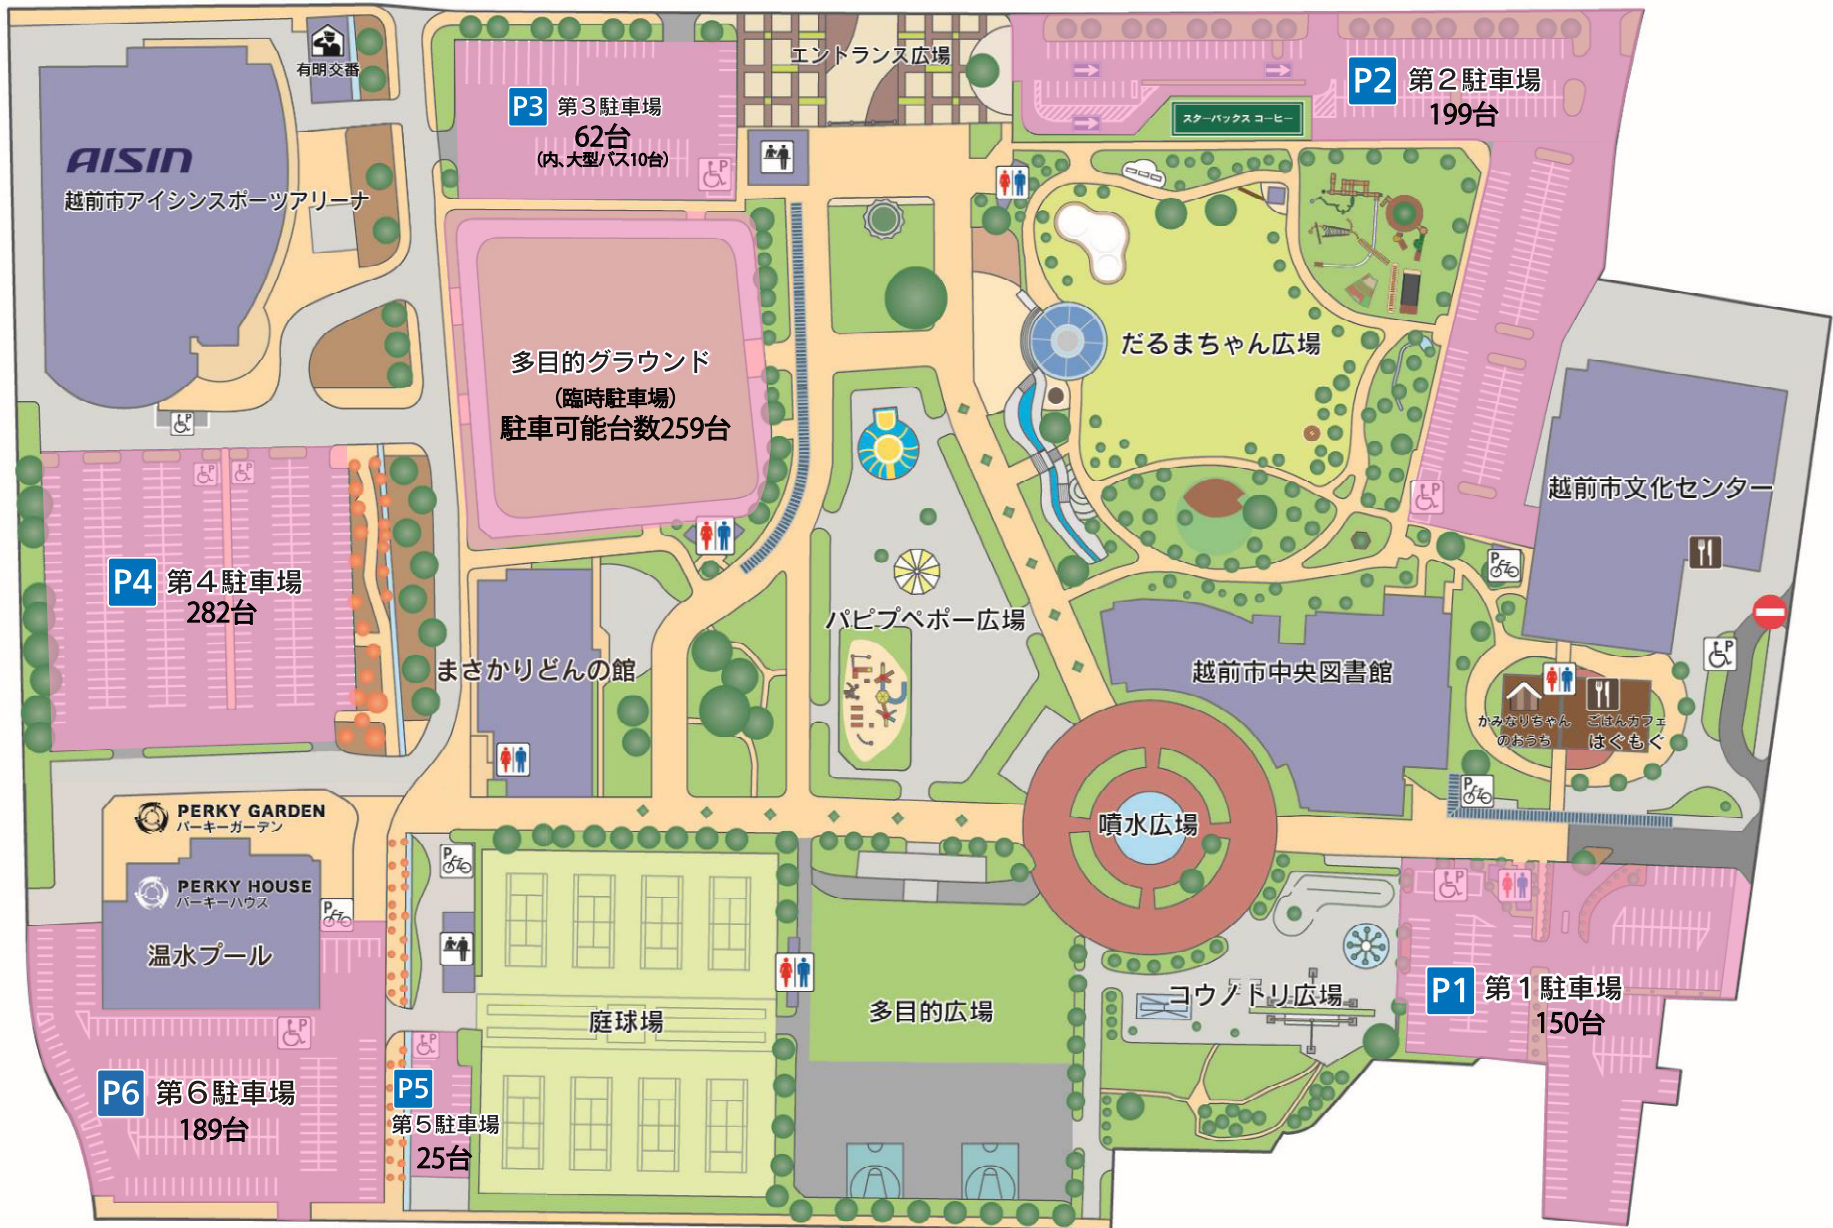 有明交番
エントランス広場
P3 第3駐車場
62台
(内、大型バス10台)
P2 第2駐車場
199台
スターバックス コーヒー
AISIN
越前市アイシンスポーツアリーナ
多目的グラウンド
(臨時駐車場)
駐車可能台数259台
だるまちゃん広場
越前市文化センター
P4 第4駐車場
282台
パピプペポー広場
まさかりどんの館
越前市中央図書館
かみなりちゃん
のおうち
ごはんカフェ
はぐもぐ
PERKY GARDEN
パーキーガーデン
噴水広場
PERKY HOUSE
パーキーハウス
温水プール
庭球場
多目的広場
コウノトリ広場
P1 第1駐車場
150台
P6 第6駐車場
189台
P5
第5駐車場
25台
P
P
P
P
P
P
P
P
P
P
P
P
P